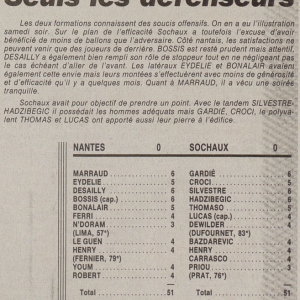 Seuls les défenseurs
Les deux formations connaissent des soucis offensifs. On en a eu l'illustration
samedi soir. Sur le plan de l'efficacité Sochaux a toutefois l'excuse d'avoir
bénéficié de moins de ballons que l'adversaire. Côté nantais, les satisfactions ne
peuvent venir que des joueurs de derrière. BOSSIS est resté prudent mais attentif,
DESAILLY a également bien rempli son rôle de stoppeur tout en ne négligeant pas
le cas échéant d'aller de l'avant. Les latéraux EYDELIE et BONALAIR avaient
également cette envie mais leurs montées s'effectuèrent avec moins de générosité
et d'efficacité qu'il y a quelques mois. Quant à MARRAUD, il a vécu une soirée
tranquille.
Sochaux avait pour objectif de prendre un point. Avec le tandem SILVESTRE-
HADZIBEGIC il possédait les hommes adéquats mais GARDIÉ, CROCI, le polyva-
lent THOMAS et LUCAS ont apporté aussi leur pierre à l'édifice.
NANTES 0 SOCHAUX 0
MARRAUD 6 GARDIÉ 6
EYDELIE 5 CROCI 5
DESAILLY 6 SILVESTRE 6
BOSSIS (cap.) 6 HADZIBEGIC 6
BONALAIR 5 THOMASO 5
FERRI 4 LUCAS (cap.) 4
N'DORAM 3 DEWILDER 4
(LIMA, 57°) (DUFOURNET, 83°)
LE GUEN 4 BAZDAREVIC 4
HENRY 4 HENRY 4
(FERNIER, 79°) CARRASCO 4
YOUM 4 PRIOU 3
ROBERT 4 (PRAT, 76°)
Total 51 Total 51